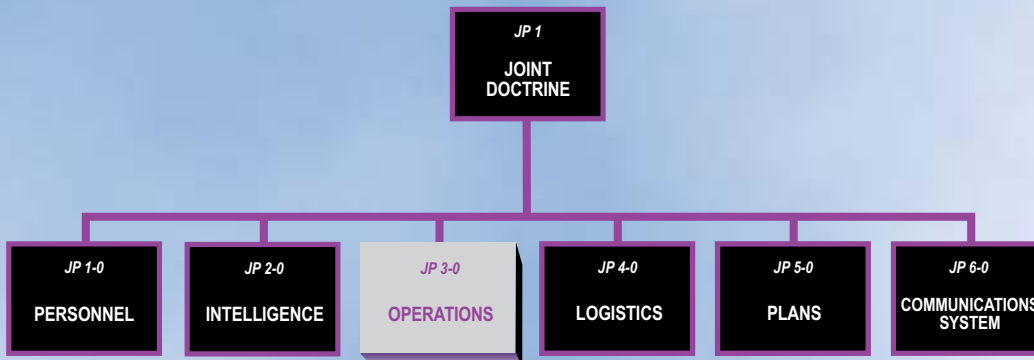 JP 1
JOINT
DOCTRINE
JP 1-0
PERSONNEL
JP 2-0
INTELLIGENCE
JP 3-0
OPERATIONS
JP 4-0
LOGISTICS
JP 5-0
PLANS
JP 6-0
COMMUNICATIONS
SYSTEM